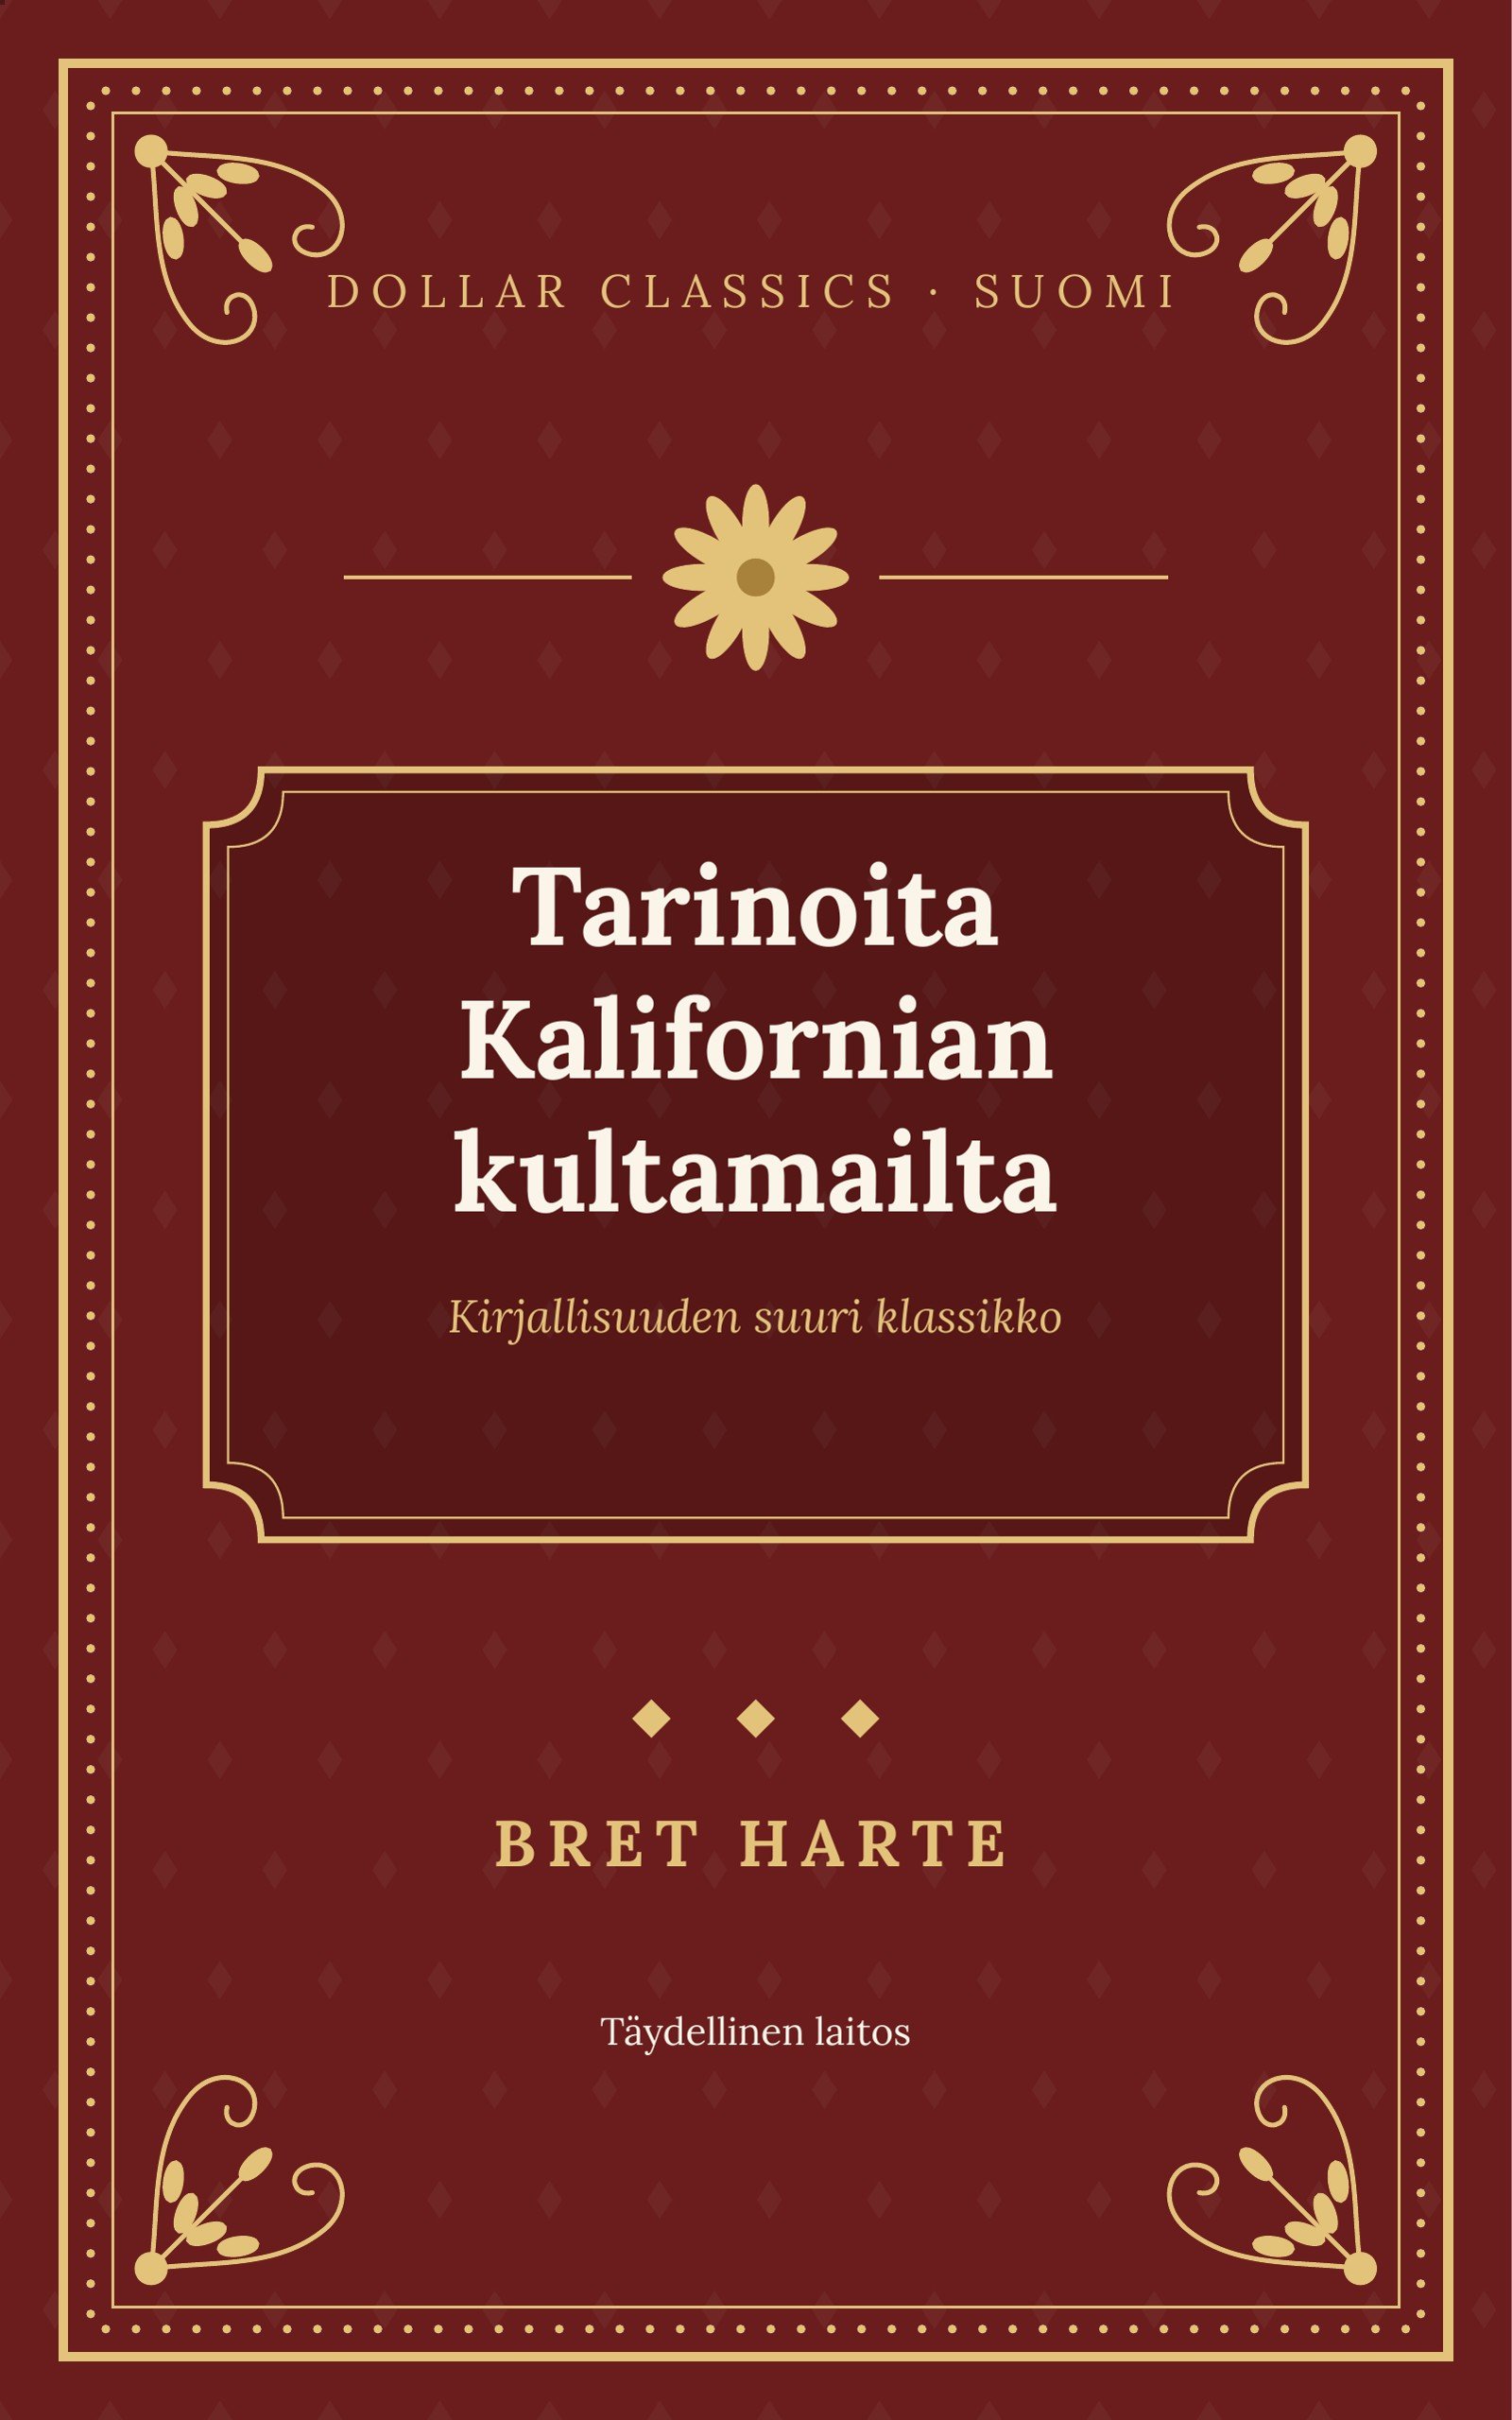 DOLLAR CLASSICS · SUOMI
Tarinoita
Kalifornian
kultamailta
Kirjallisuuden suuri klassikko
BRET HARTE
Täydellinen laitos